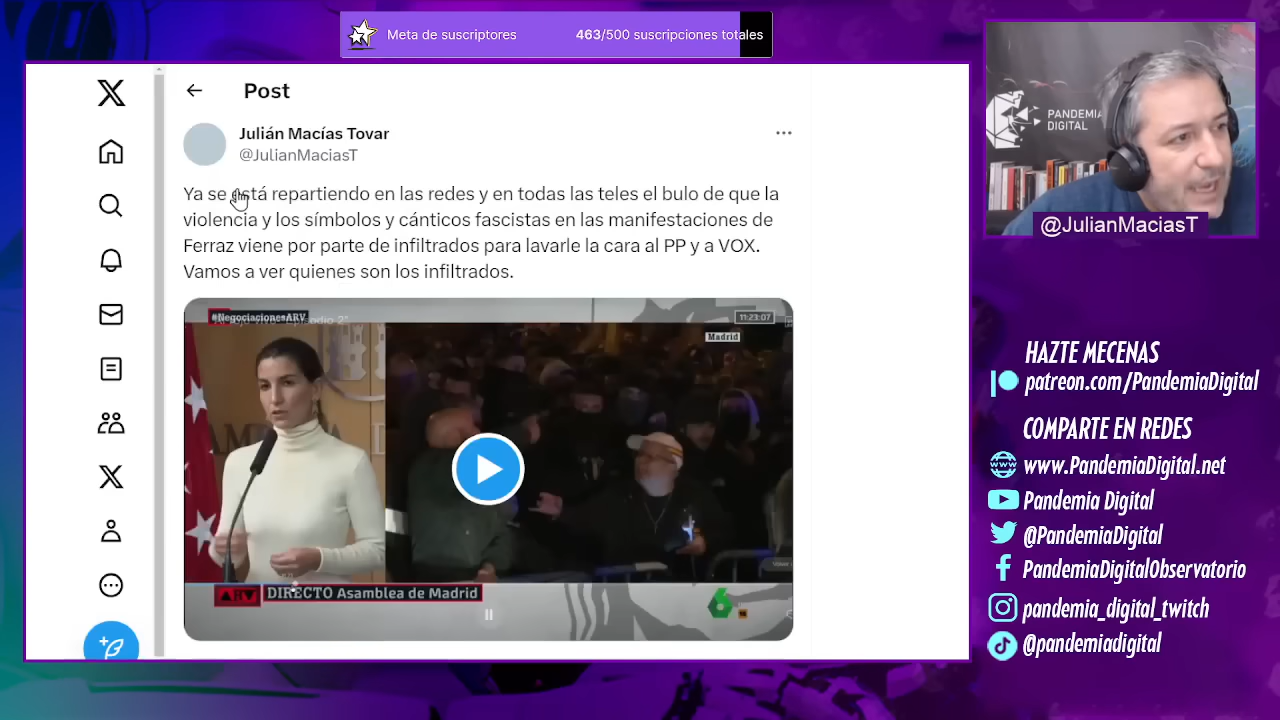 Meta de suscriptores 463/500 suscripciones totales
Post
Julián Macías Tovar
@JulianMaciasT
Ya se está repartiendo en las redes y en todas las teles el bulo de que la
violencia y los símbolos y cánticos fascistas en las manifestaciones de
Ferraz viene por parte de infiltrados para lavarle la cara al PP y a VOX.
Vamos a ver quienes son los infiltrados.
#NegociacionesARV
11:23:07
Madrid
ARV DIRECTO Asamblea de Madrid
PANDEMIA
DIGITAL
@JulianMaciasT
HAZTE MECENAS
patreon.com/PandemiaDigital
COMPARTE EN REDES
www.PandemiaDigital.net
Pandemia Digital
@PandemiaDigital
PandemiaDigitalObservatorio
pandemia_digital_twitch
@pandemiadigital